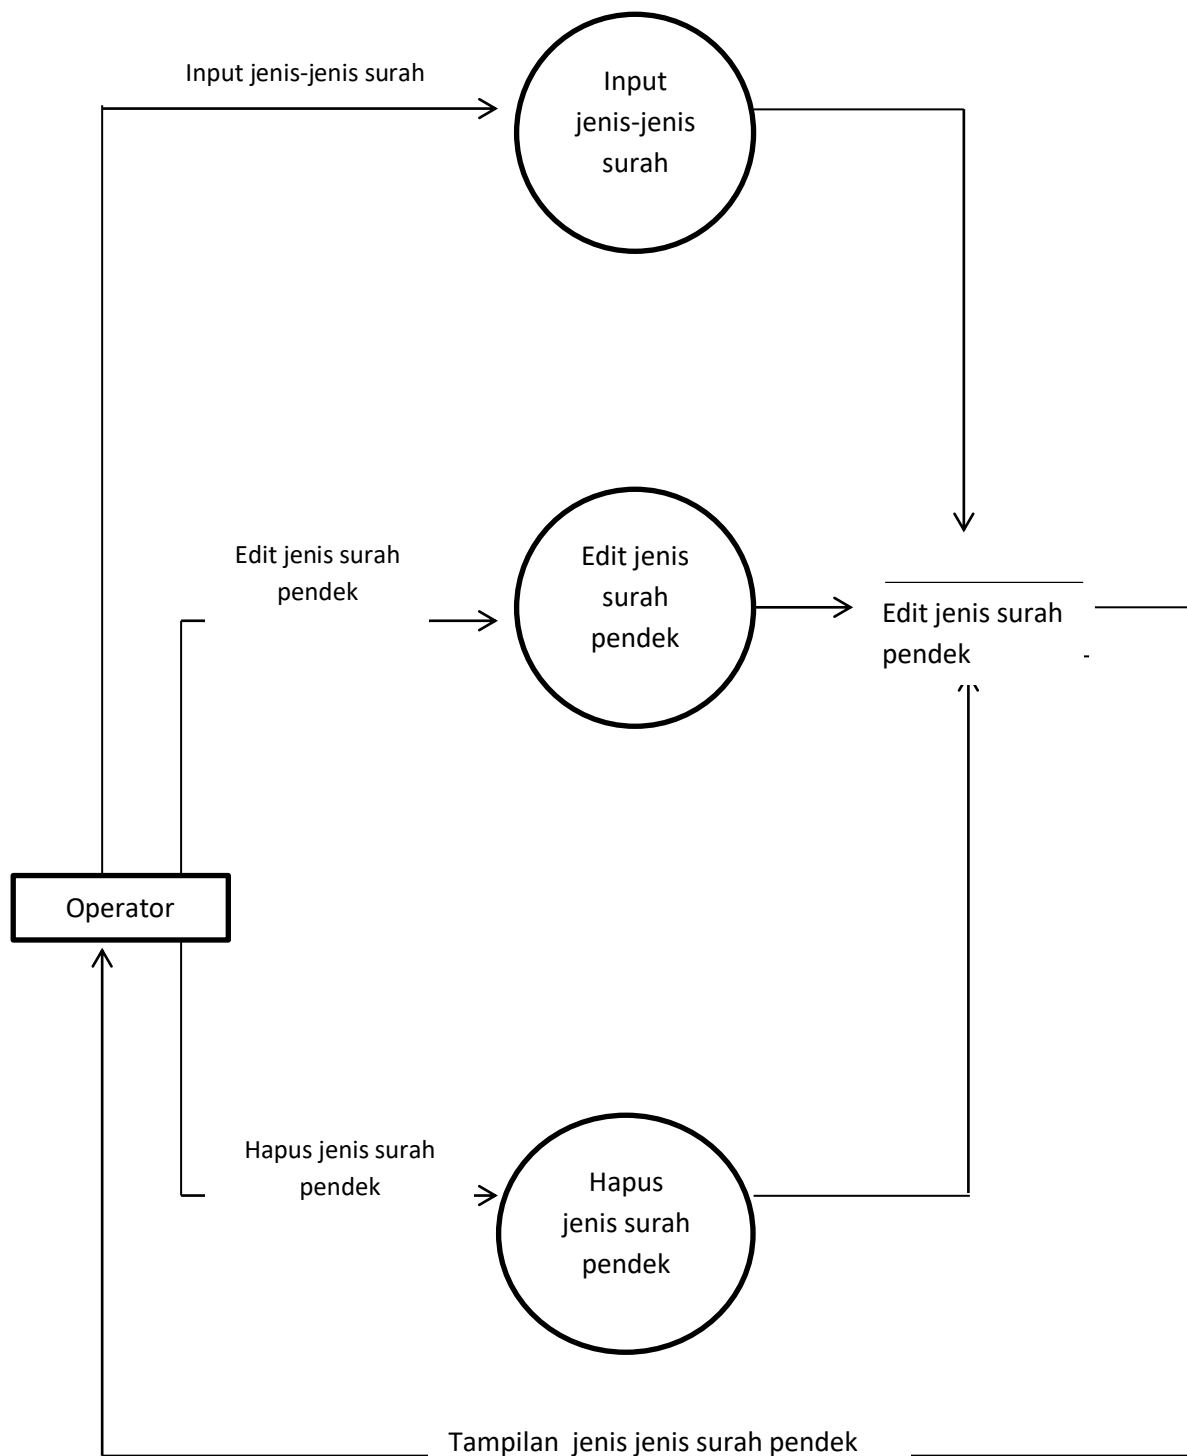 Input jenis-jenis surah
Input
jenis-jenis
surah
Edit jenis surah
pendek
Edit jenis
surah
pendek
Edit jenis surah
pendek
Operator
Hapus jenis surah
pendek
Hapus
jenis surah
pendek
Tampilan  jenis jenis surah pendek